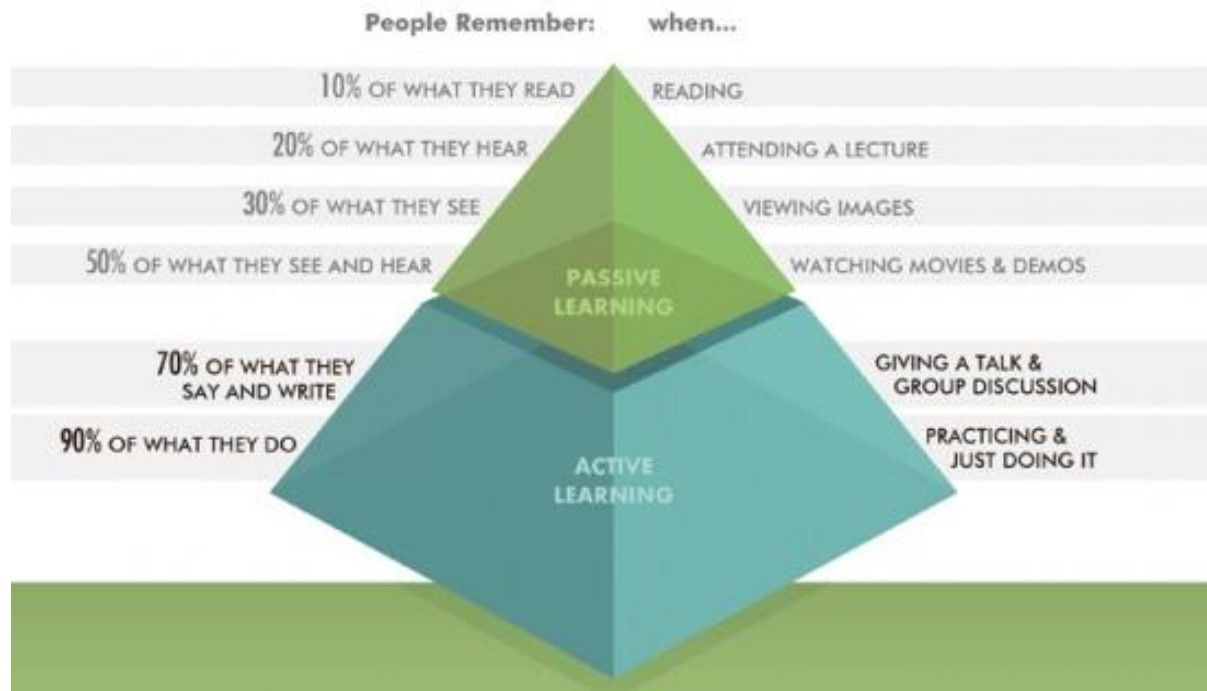 People Remember: when...
10% OF WHAT THEY READ READING
20% OF WHAT THEY HEAR ATTENDING A LECTURE
30% OF WHAT THEY SEE VIEWING IMAGES
50% OF WHAT THEY SEE AND HEAR WATCHING MOVIES & DEMOS
PASSIVE
LEARNING
70% OF WHAT THEY
SAY AND WRITE
GIVING A TALK &
GROUP DISCUSSION
90% OF WHAT THEY DO
PRACTICING &
JUST DOING IT
ACTIVE
LEARNING